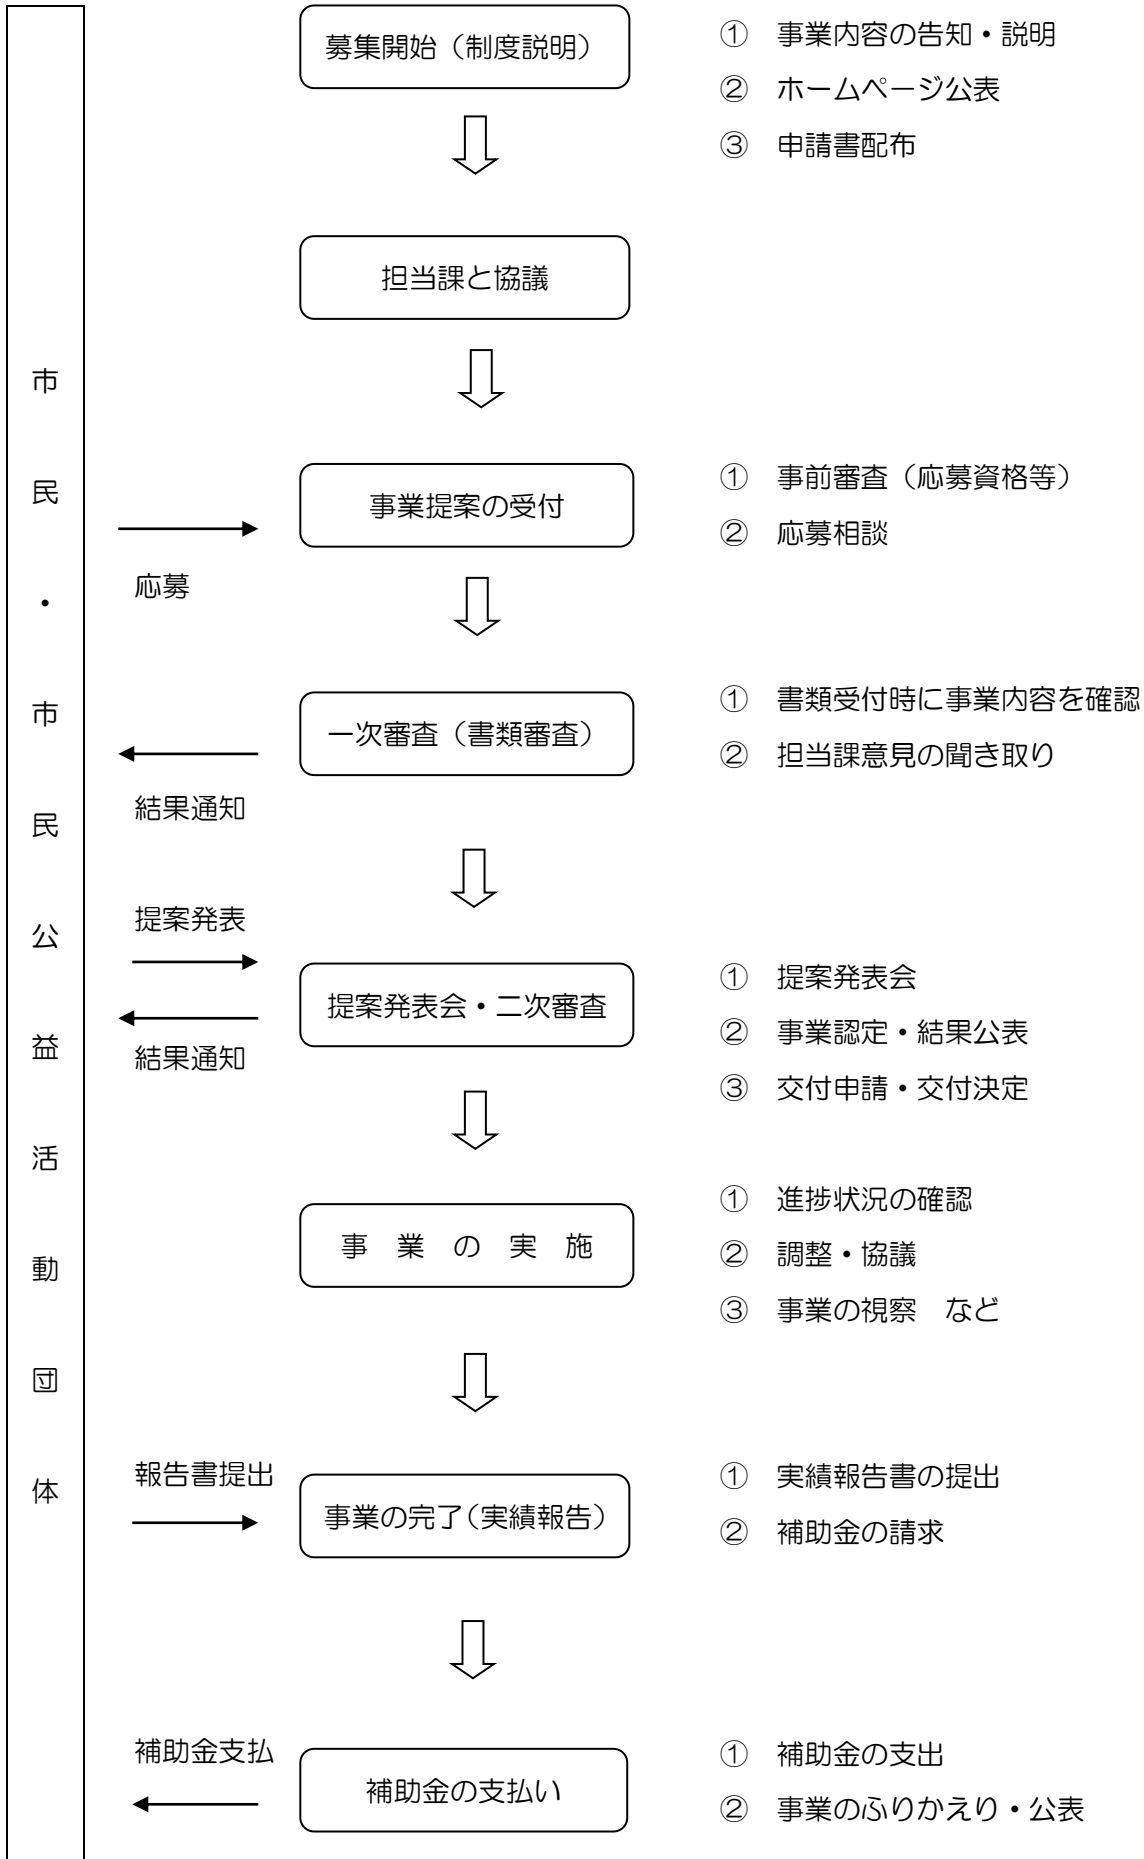 市民・市民公益活動団体
募集開始（制度説明）
① 事業内容の告知・説明
② ホームページ公表
③ 申請書配布
担当課と協議
応募
事業提案の受付
① 事前審査（応募資格等）
② 応募相談
一次審査（書類審査）
結果通知
① 書類受付時に事業内容を確認
② 担当課意見の聞き取り
提案発表
提案発表会・二次審査
結果通知
① 提案発表会
② 事業認定・結果公表
③ 交付申請・交付決定
事　業　の　実　施
① 進捗状況の確認
② 調整・協議
③ 事業の視察　など
報告書提出
事業の完了（実績報告）
① 実績報告書の提出
② 補助金の請求
補助金支払
補助金の支払い
① 補助金の支出
② 事業のふりかえり・公表